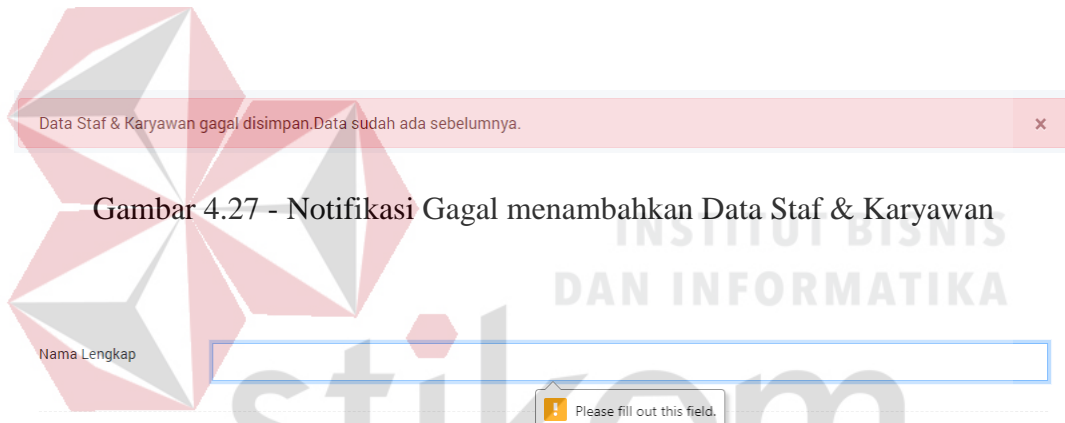 Data Staf & Karyawan gagal disimpan.Data sudah ada sebelumnya. ×
Gambar 4.27 - Notifikasi Gagal menambahkan Data Staf & Karyawan
INSTITUT BISNIS
DAN INFORMATIKA
Nama Lengkap
stikom
! Please fill out this field.